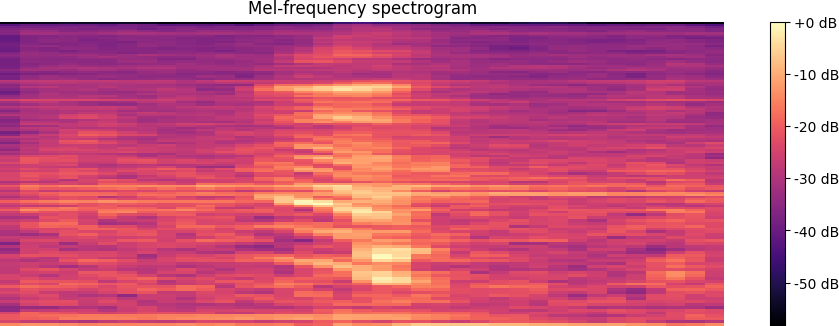 Mel-frequency spectrogram
+0 dB
-10 dB
-20 dB
-30 dB
-40 dB
-50 dB